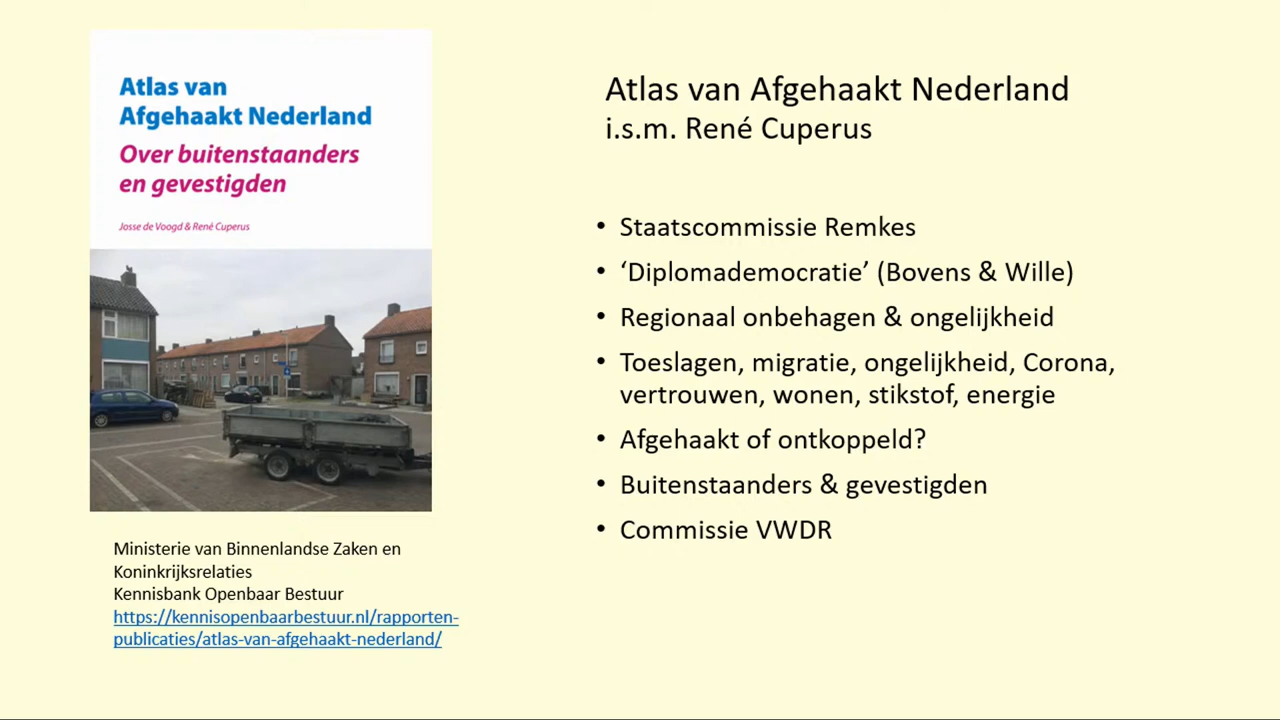 Atlas van
Afgehaakt Nederland
Over buitenstaanders
en gevestigden
Josse de Voogd & René Cuperus
Ministerie van Binnenlandse Zaken en
Koninkrijksrelaties
Kennisbank Openbaar Bestuur
https://kennisopenbaarbestuur.nl/rapporten-
publicaties/atlas-van-afgehaakt-nederland/
Atlas van Afgehaakt Nederland
i.s.m. René Cuperus
• Staatscommissie Remkes
• ‘Diplomademocratie’ (Bovens & Wille)
• Regionaal onbehagen & ongelijkheid
• Toeslagen, migratie, ongelijkheid, Corona,
vertrouwen, wonen, stikstof, energie
• Afgehaakt of ontkoppeld?
• Buitenstaanders & gevestigden
• Commissie VWDR